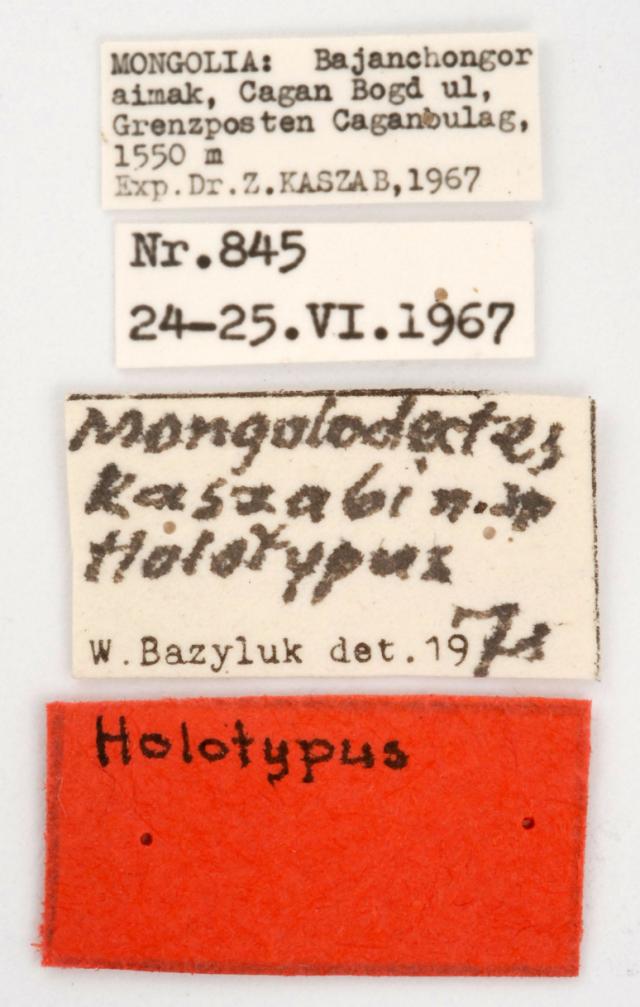 MONGOLIA: Bajanchongor
aimak, Cagan Bogd ul,
Grenzposten Caganbulag,
1550 m
Exp.Dr.Z.KASZAB,1967
Nr.845
24-25.VI.1967
Mongolodectes
kaszabi n.sp
Holotypus
W.Bazyluk det.1971
Holotypus